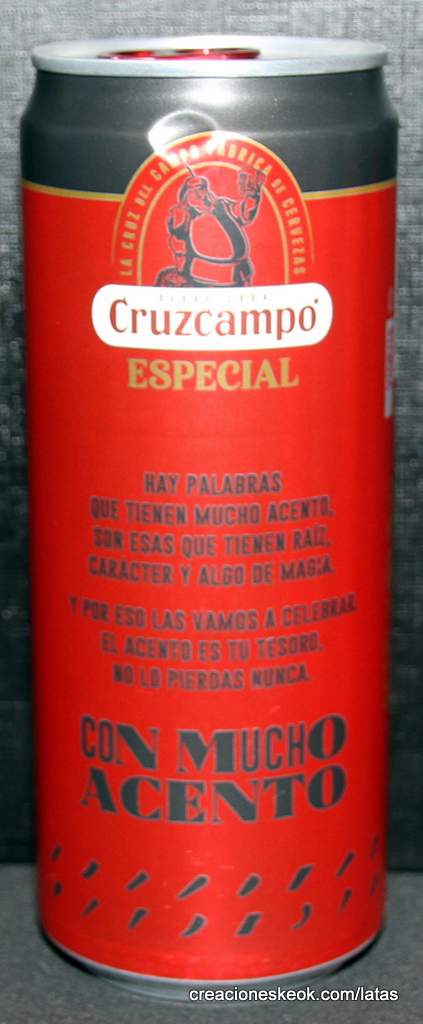 LA CRUZ DEL CAMPO FÁBRICA DE CERVEZAS
Cruzcampo
ESPECIAL
HAY PALABRAS
QUE TIENEN MUCHO ACENTO,
SON ESAS QUE TIENEN RAÍZ,
CARÁCTER Y ALGO DE MAGIA.
Y POR ESO LAS VAMOS A CELEBRAR.
EL ACENTO ES TU TESORO,
NO LO PIERDAS NUNCA.
CON MUCHO
ACENTO
creacioneskeok.com/latas